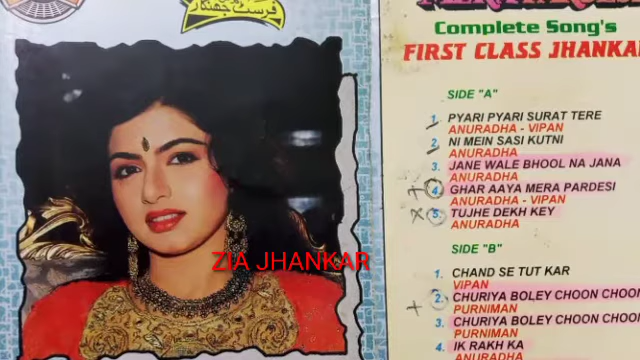 فرسٹ جھنکار
Complete Song's
FIRST CLASS JHANKAR
SIDE "A"
1. PYARI PYARI SURAT TERE
ANURADHA - VIPAN
2. NI MEIN SASI KUTNI
ANURADHA
3. JANE WALE BHOOL NA JANA
ANURADHA
4. GHAR AAYA MERA PARDESI
ANURADHA - VIPAN
5. TUJHE DEKH KEY
ANURADHA
SIDE "B"
1. CHAND SE TUT KAR
VIPAN
2. CHURIYA BOLEY CHOON CHOON
PURNIMAN
3. CHURIYA BOLEY CHOON CHOON
PURNIMAN
4. IK RAKH KA
ANURADHA
ZIA JHANKAR